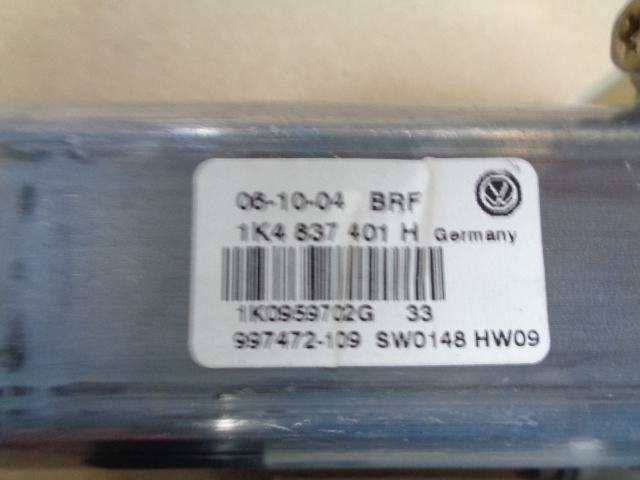 06-10-04 BRF
1K4 837 401 H Germany
1K0959702G 33
997472-109 SW0148 HW09